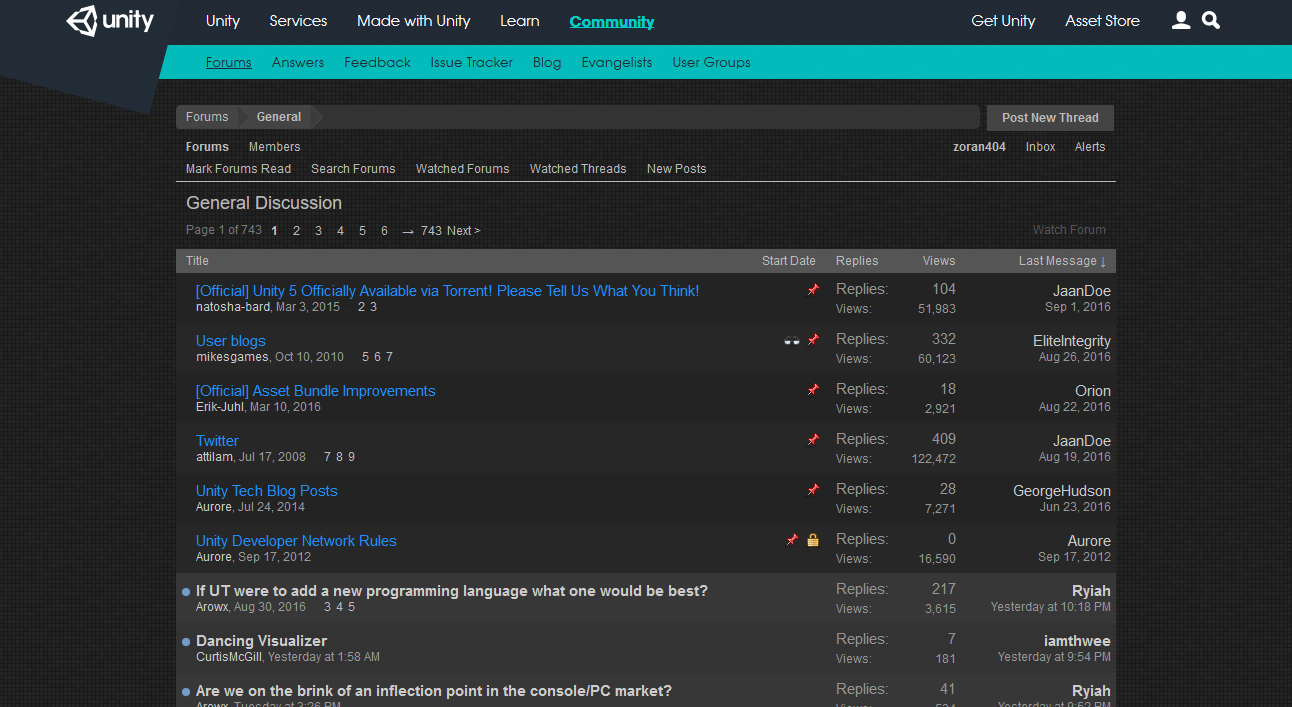 unity Unity Services Made with Unity Learn Community Get Unity Asset Store
Forums Answers Feedback Issue Tracker Blog Evangelists User Groups
Forums General Post New Thread
Forums Members zoran404 Inbox Alerts
Mark Forums Read Search Forums Watched Forums Watched Threads New Posts
General Discussion
Page 1 of 743 1 2 3 4 5 6 → 743 Next > Watch Forum
Title Start Date Replies Views Last Message ↓
[Official] Unity 5 Officially Available via Torrent! Please Tell Us What You Think! Replies: 104 JaanDoe
natosha-bard, Mar 3, 2015 2 3 Views: 51,983 Sep 1, 2016
User blogs Replies: 332 EliteIntegrity
mikesgames, Oct 10, 2010 5 6 7 Views: 60,123 Aug 26, 2016
[Official] Asset Bundle Improvements Replies: 18 Orion
Erik-Juhl, Mar 10, 2016 Views: 2,921 Aug 22, 2016
Twitter Replies: 409 JaanDoe
attilam, Jul 17, 2008 7 8 9 Views: 122,472 Aug 19, 2016
Unity Tech Blog Posts Replies: 28 GeorgeHudson
Aurore, Jul 24, 2014 Views: 7,271 Jun 23, 2016
Unity Developer Network Rules Replies: 0 Aurore
Aurore, Sep 17, 2012 Views: 16,590 Sep 17, 2012
If UT were to add a new programming language what one would be best? Replies: 217 Ryiah
Arowx, Aug 30, 2016 3 4 5 Views: 3,615 Yesterday at 10:18 PM
Dancing Visualizer Replies: 7 iamthwee
CurtisMcGill, Yesterday at 1:58 AM Views: 181 Yesterday at 9:54 PM
Are we on the brink of an inflection point in the console/PC market? Replies: 41 Ryiah
Arowx, Tuesday at 3:26 PM Views: Yesterday at 9:52 PM